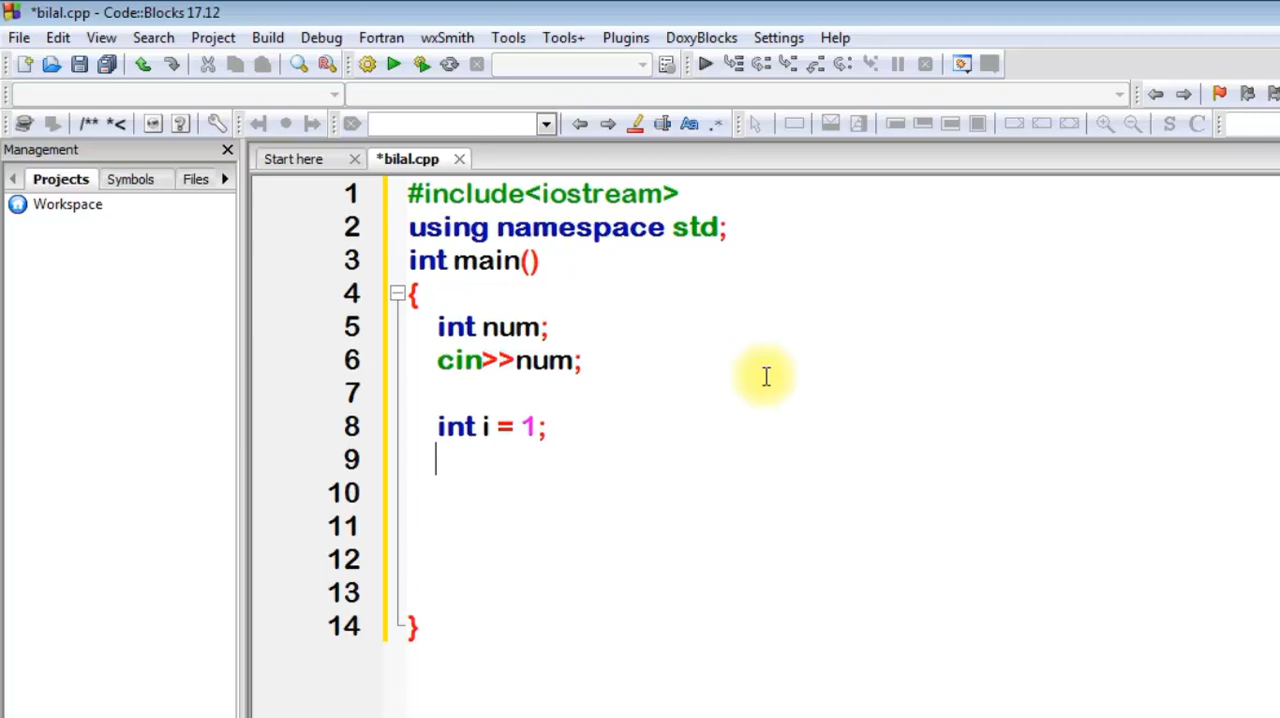 *bilal.cpp - Code::Blocks 17.12
File Edit View Search Project Build Debug Fortran wxSmith Tools Tools+ Plugins DoxyBlocks Settings Help
/** *<
S C
Management
Start here *bilal.cpp
Projects Symbols Files
Workspace
1 #include<iostream>
2 using namespace std;
3 int main()
4 {
5 int num;
6 cin>>num;
7
8 int i = 1;
9
10
11
12
13
14 }